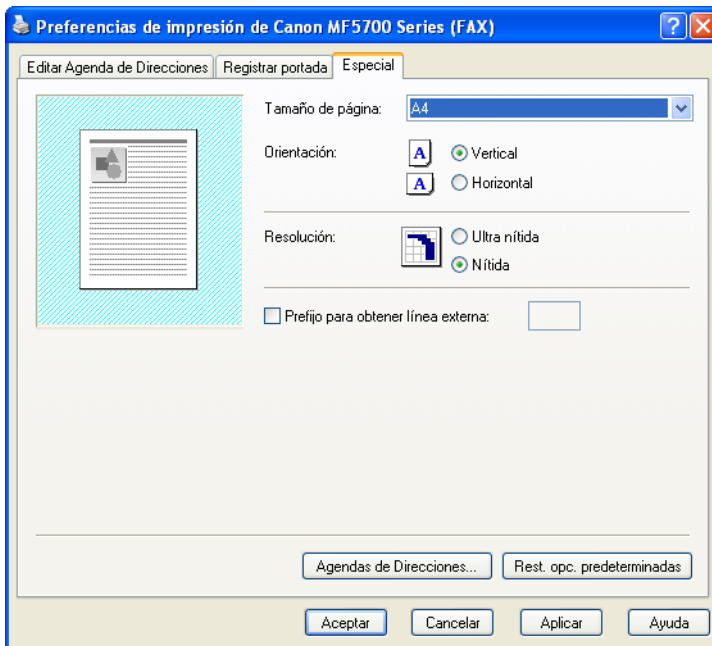 Preferencias de impresión de Canon MF5700 Series (FAX)
Editar Agenda de Direcciones Registrar portada Especial
Tamaño de página: A4
Orientación: A Vertical
A Horizontal
Resolución: Ultra nítida
Nítida
Prefijo para obtener línea externa:
Agendas de Direcciones... Rest. opc. predeterminadas
Aceptar Cancelar Aplicar Ayuda